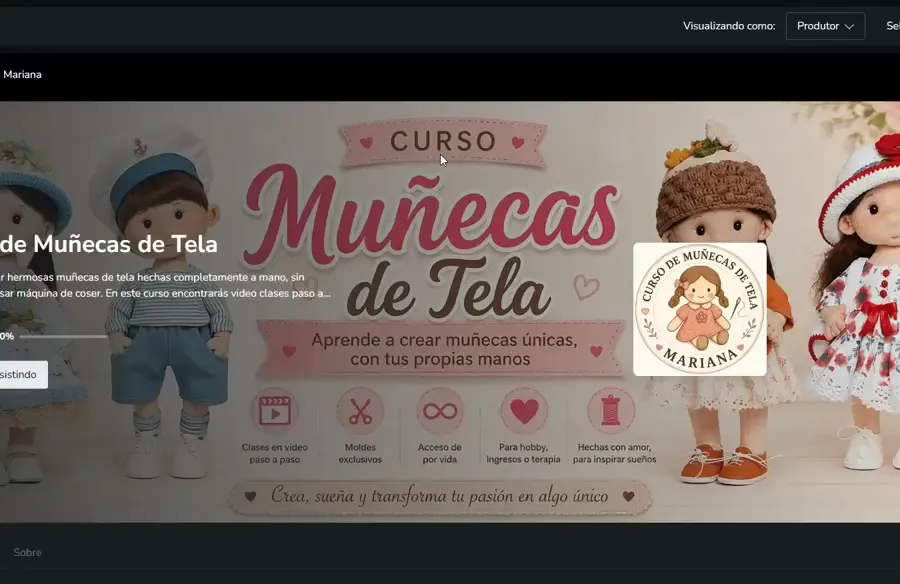 Visualizando como:
Produtor
Sel
Mariana
CURSO
Muñecas
de Tela
Aprende a crear muñecas únicas,
con tus propias manos
Clases en video
paso a paso
Moldes
exclusivos
Acceso de
por vida
Para hobby,
ingresos o terapia
Hechas con amor,
para inspirar sueños
Crea, sueña y transforma tu pasión en algo único
CURSO DE MUÑECAS DE TELA
MARIANA
de Muñecas de Tela
r hermosas muñecas de tela hechas completamente a mano, sin
sar máquina de coser. En este curso encontrarás video clases paso a...
0%
sistindo
Sobre